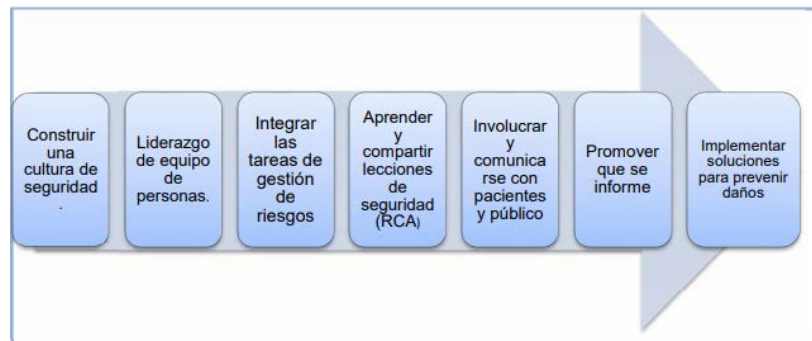 Construir
una
cultura de
seguridad
.
Liderazgo
de equipo
de
personas.
Integrar
las
tareas de
gestión
de
riesgos
Aprender
y
compartir
lecciones
de
seguridad
(RCA)
Involucrar
y
comunica
rse con
pacientes
y público
Promover
que se
informe
Implementar
soluciones
para prevenir
daños